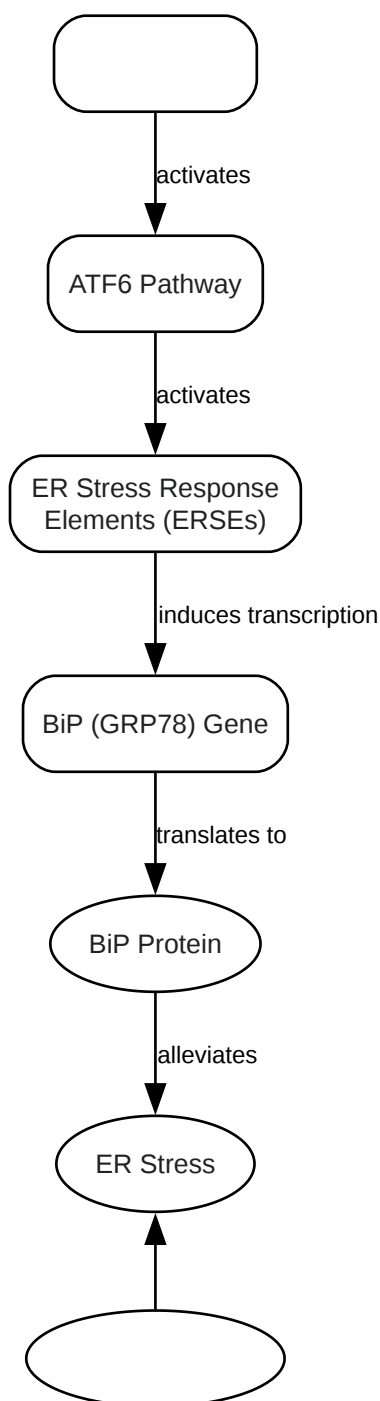 activates
ATF6 Pathway
activates
ER Stress Response
Elements (ERSEs)
induces transcription
BiP (GRP78) Gene
translates to
BiP Protein
alleviates
ER Stress